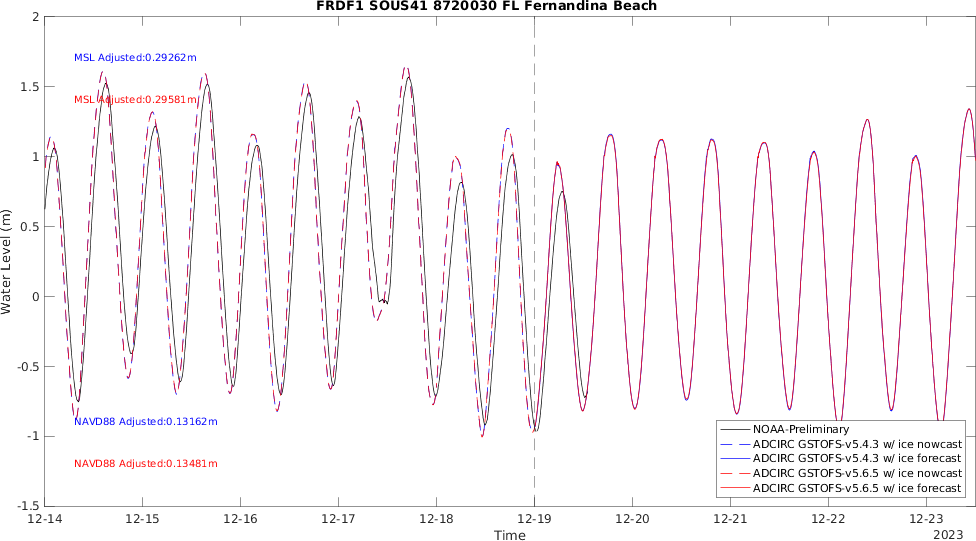 FRDF1 SOUS41 8720030 FL Fernandina Beach
2
1.5
1
0.5
0
-0.5
-1
-1.5
Water Level (m)
MSL Adjusted:0.29262m
MSL Adjusted:0.29581m
NAVD88 Adjusted:0.13162m
NAVD88 Adjusted:0.13481m
NOAA-Preliminary
ADCIRC GSTOFS-v5.4.3 w/ ice nowcast
ADCIRC GSTOFS-v5.4.3 w/ ice forecast
ADCIRC GSTOFS-v5.6.5 w/ ice nowcast
ADCIRC GSTOFS-v5.6.5 w/ ice forecast
12-14 12-15 12-16 12-17 12-18 12-19 12-20 12-21 12-22 12-23
Time
2023